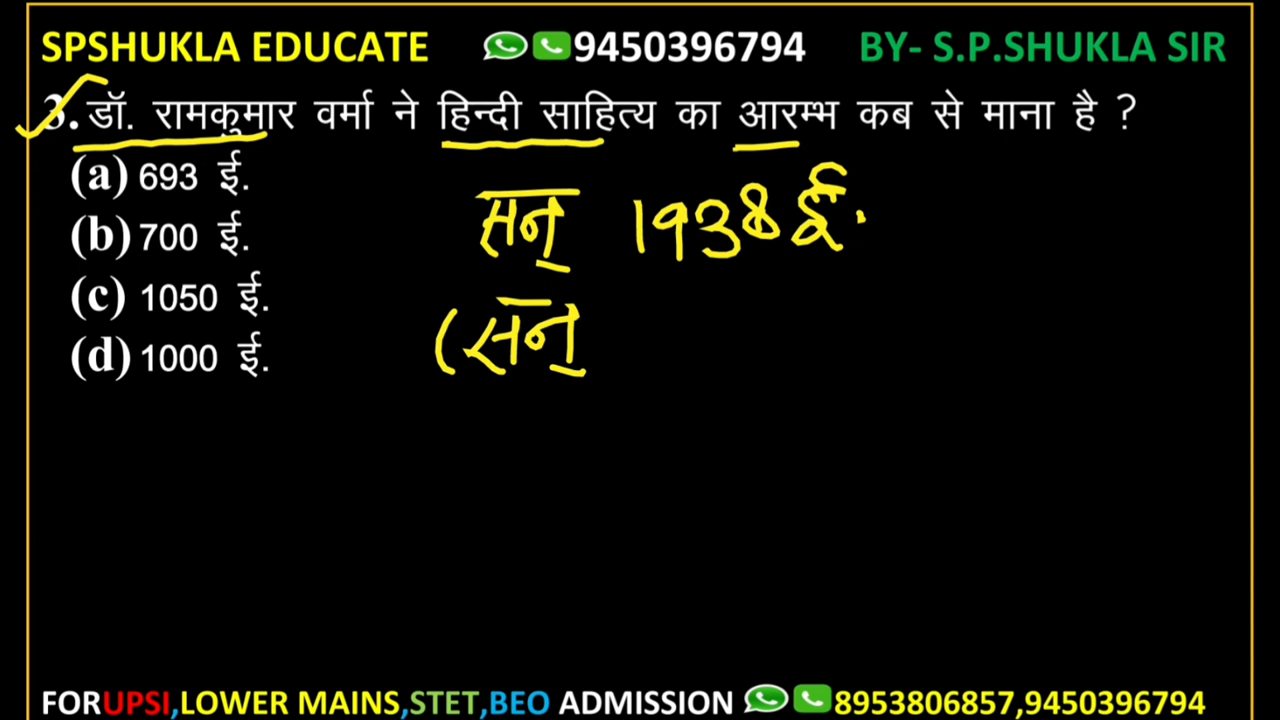 SPSHUKLA EDUCATE 9450396794 BY- S.P.SHUKLA SIR
3. डॉ. रामकुमार वर्मा ने हिन्दी साहित्य का आरम्भ कब से माना है ?
(a) 693 ई.
(b) 700 ई.
सन् 1938 ई.
(c) 1050 ई.
(d) 1000 ई.
(सन्
FOR UPSI,LOWER MAINS,STET,BEO ADMISSION 8953806857,9450396794